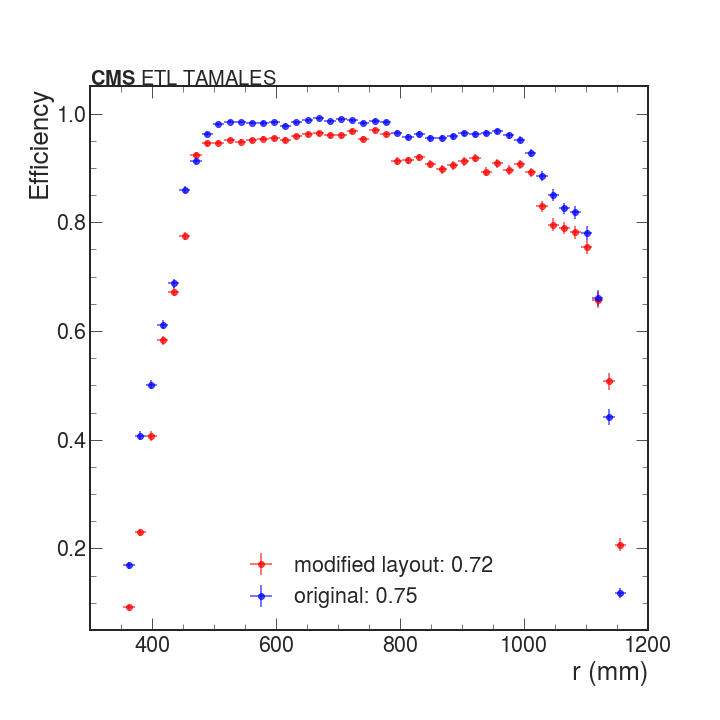 CMS ETL TAMALES
Efficiency
1.0
0.8
0.6
0.4
0.2
modified layout: 0.72
original: 0.75
400 600 800 1000 1200
r (mm)